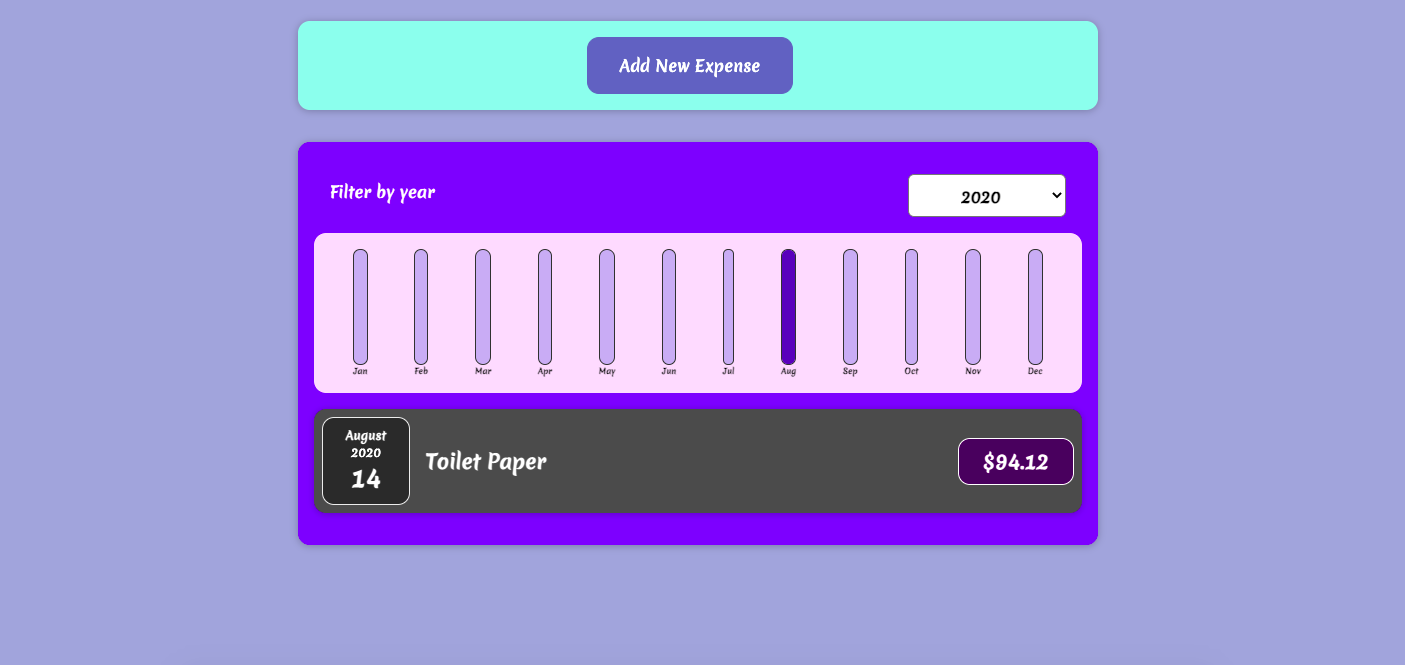 Add New Expense
Filter by year
2020
Jan Feb Mar Apr May Jun Jul Aug Sep Oct Nov Dec
August
2020
14
Toilet Paper
$94.12